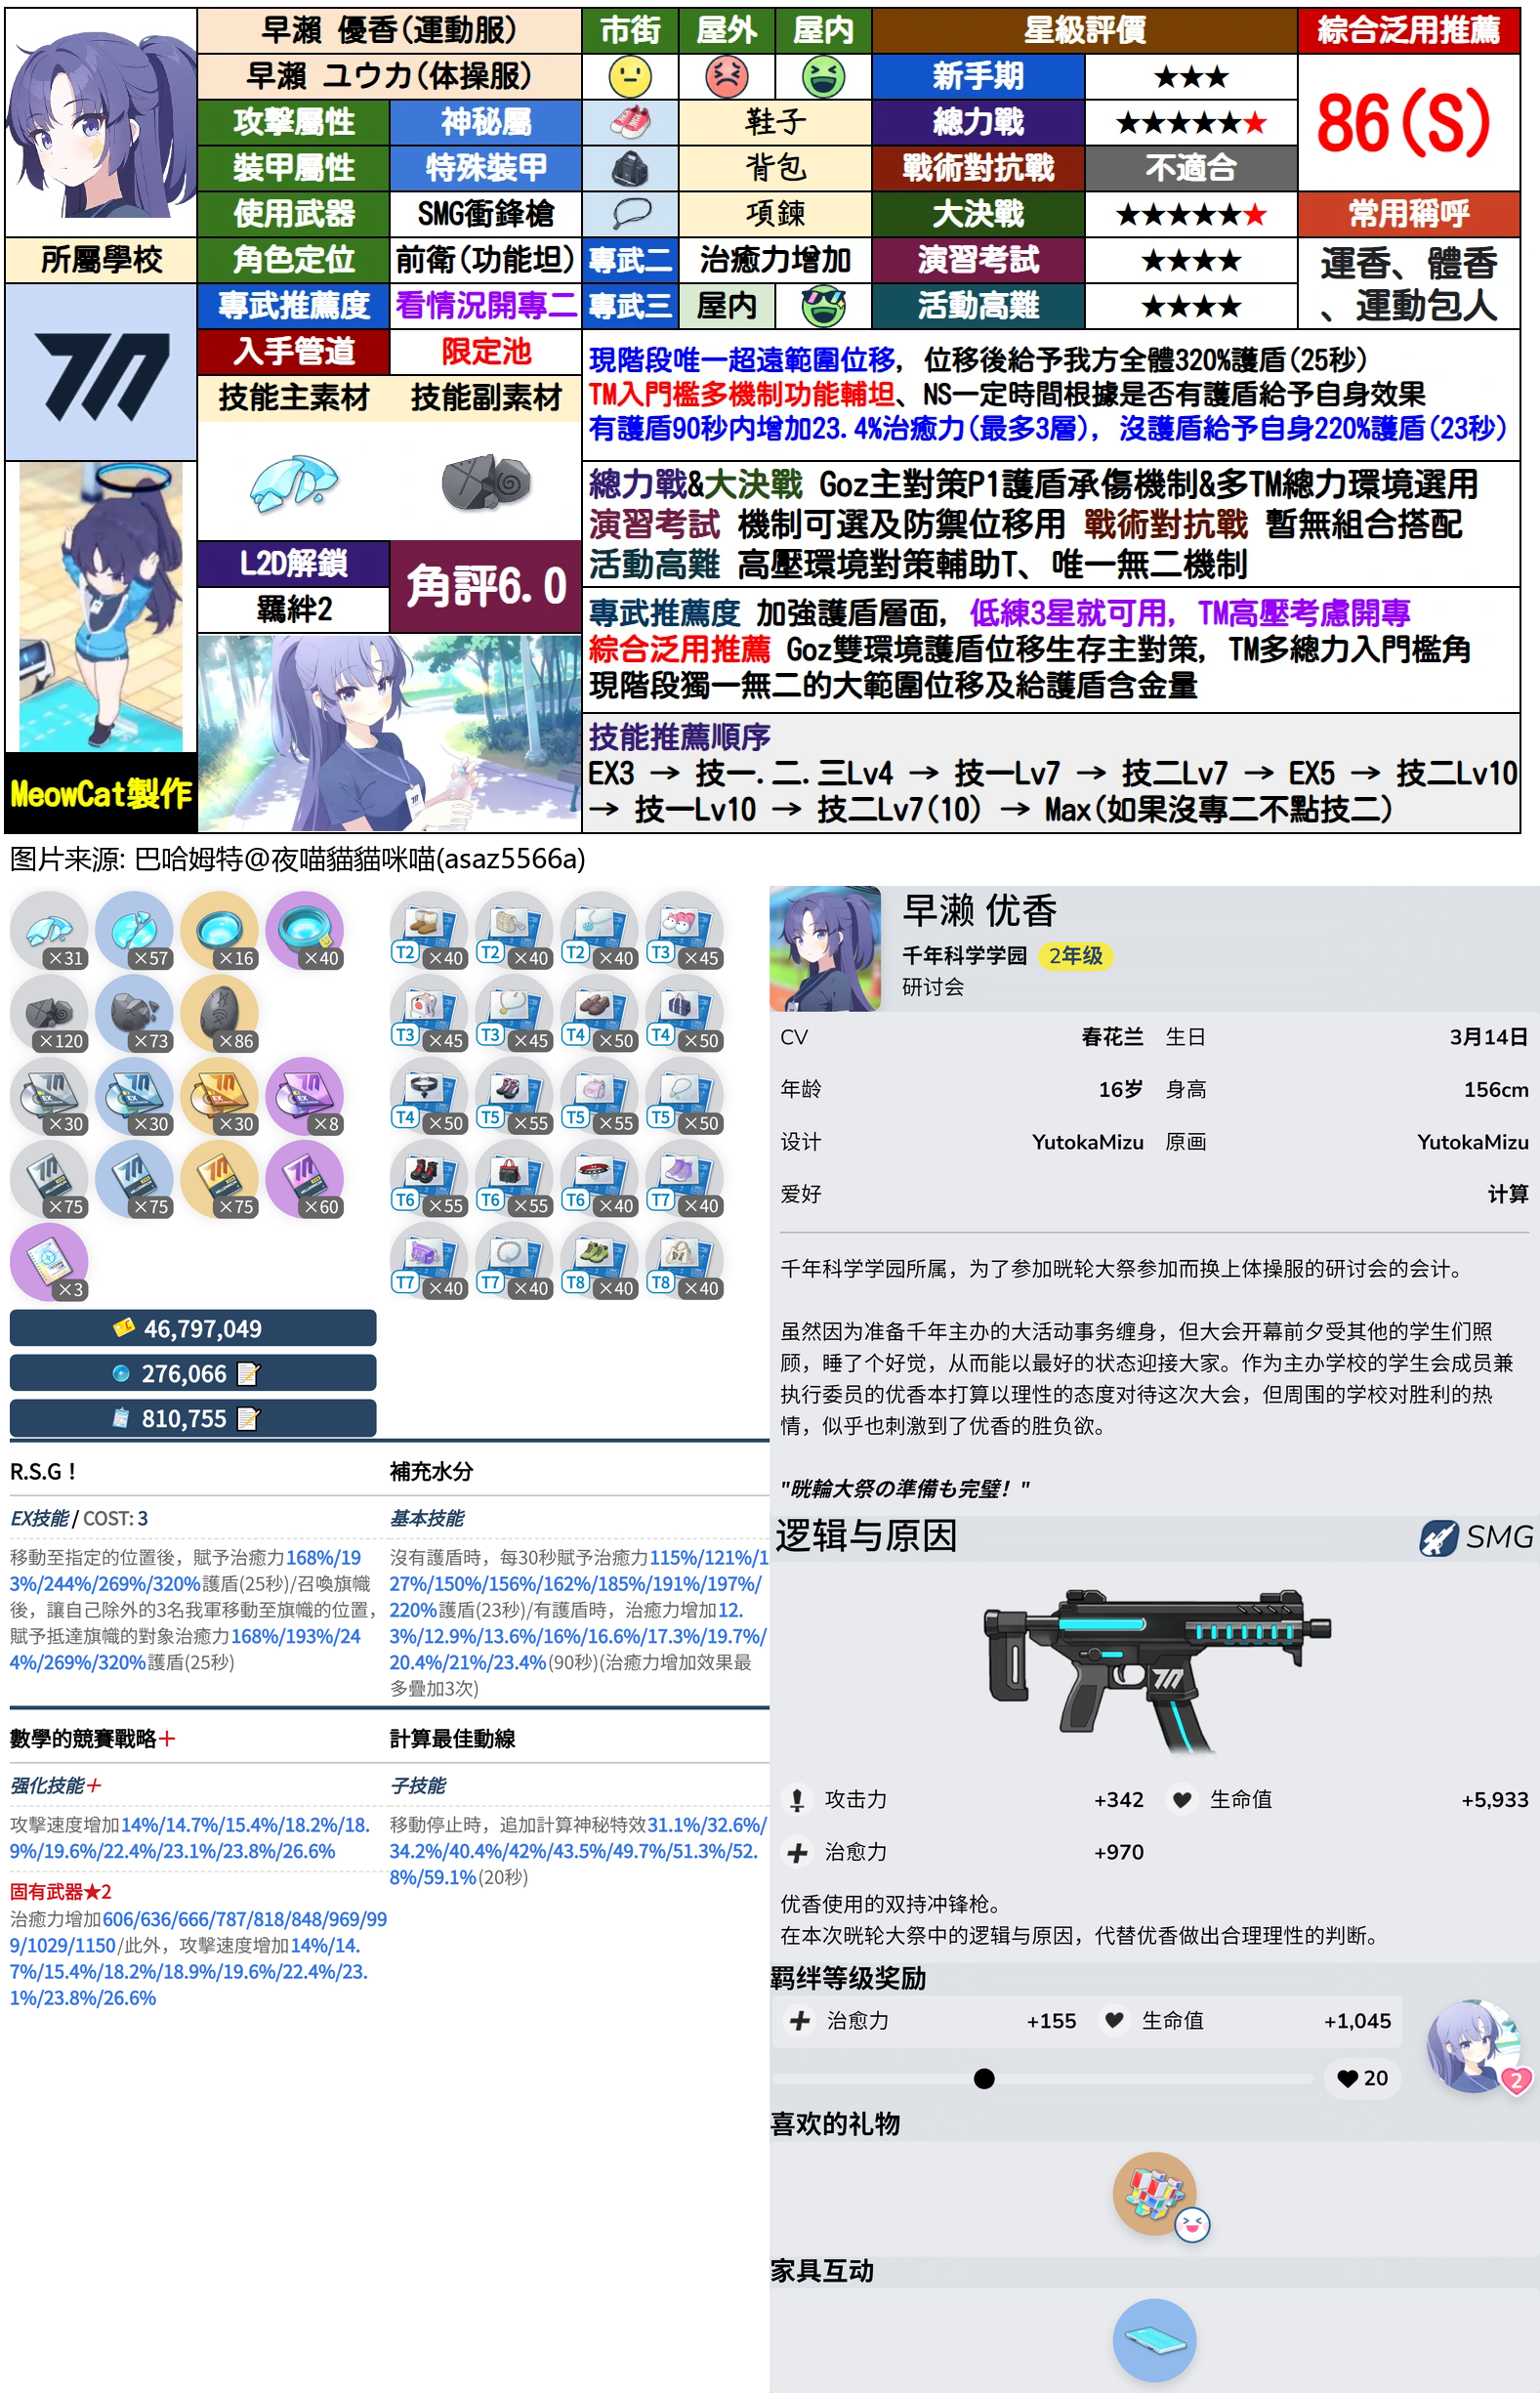 早瀨 優香(運動服)
市街 屋外 屋内 星級評價 綜合泛用推薦
早瀬 ユウカ(体操服)
新手期 ★★★
86(S)
攻擊屬性 神秘屬 鞋子 總力戰 ★★★★★★
裝甲屬性 特殊裝甲 背包 戰術對抗戰 不適合
使用武器 SMG衝鋒槍 項鍊 大決戰 ★★★★★★ 常用稱呼
所屬學校 角色定位 前衛(功能坦) 專武二 治癒力增加 演習考試 ★★★★ 運香、體香
專武推薦度 看情況開專二 專武三 屋内 活動高難 ★★★★ 、運動包人
入手管道 限定池
技能主素材 技能副素材
現階段唯一超遠範圍位移, 位移後給予我方全體320%護盾(25秒)
TM入門檻多機制功能輔坦、NS一定時間根據是否有護盾給予自身效果
有護盾90秒内增加23.4%治癒力(最多3層), 沒護盾給予自身220%護盾(23秒)
總力戰&大決戰 Goz主對策P1護盾承傷機制&多TM總力環境選用
演習考試 機制可選及防禦位移用 戰術對抗戰 暫無組合搭配
活動高難 高壓環境對策輔助T、唯一無二機制
L2D解鎖 角評6.0
羈絆2
專武推薦度 加強護盾層面, 低練3星就可用, TM高壓考慮開專
綜合泛用推薦 Goz雙環境護盾位移生存主對策, TM多總力入門檻角
現階段獨一無二的大範圍位移及給護盾含金量
技能推薦順序
EX3 → 技一.二.三Lv4 → 技一Lv7 → 技二Lv7 → EX5 → 技二Lv10
→ 技一Lv10 → 技二Lv7(10) → Max(如果沒專二不點技二)
MeowCat製作
图片来源: 巴哈姆特@夜喵貓貓咪喵(asaz5566a)
×31 ×57 ×16 ×40
×120 ×73 ×86
×30 ×30 ×30 ×8
EX EX EX EX
×75 ×75 ×75 ×60
×3
T2 ×40 T2 ×40 T2 ×40 T3 ×45
T3 ×45 T3 ×45 T4 ×50 T4 ×50
T4 ×50 T5 ×55 T5 ×55 T5 ×50
T6 ×55 T6 ×55 T6 ×40 T7 ×40
T7 ×40 T7 ×40 T8 ×40 T8 ×40
46,797,049
276,066
810,755
R.S.G！
EX技能 / COST: 3
移動至指定的位置後，賦予治癒力168%/19
3%/244%/269%/320%護盾(25秒)/召喚旗幟
後，讓自己除外的3名我軍移動至旗幟的位置，
賦予抵達旗幟的對象治癒力168%/193%/24
4%/269%/320%護盾(25秒)
補充水分
基本技能
沒有護盾時，每30秒賦予治癒力115%/121%/1
27%/150%/156%/162%/185%/191%/197%/
220%護盾(23秒)/有護盾時，治癒力增加12.
3%/12.9%/13.6%/16%/16.6%/17.3%/19.7%/
20.4%/21%/23.4%(90秒)(治癒力增加效果最
多疊加3次)
數學的競賽戰略＋
强化技能＋
攻擊速度增加14%/14.7%/15.4%/18.2%/18.
9%/19.6%/22.4%/23.1%/23.8%/26.6%
固有武器★2
治癒力增加606/636/666/787/818/848/969/99
9/1029/1150/此外，攻擊速度增加14%/14.
7%/15.4%/18.2%/18.9%/19.6%/22.4%/23.
1%/23.8%/26.6%
計算最佳動線
子技能
移動停止時，追加計算神秘特效31.1%/32.6%/
34.2%/40.4%/42%/43.5%/49.7%/51.3%/52.
8%/59.1%(20秒)
早濑 优香
千年科学学园 2年级
研讨会
CV 春花兰 生日 3月14日
年龄 16岁 身高 156cm
设计 YutokaMizu 原画 YutokaMizu
爱好 计算
千年科学学园所属，为了参加晄轮大祭参加而换上体操服的研讨会的会计。
虽然因为准备千年主办的大活动事务缠身，但大会开幕前夕受其他的学生们照
顾，睡了个好觉，从而能以最好的状态迎接大家。作为主办学校的学生会成员兼
执行委员的优香本打算以理性的态度对待这次大会，但周围的学校对胜利的热
情，似乎也刺激到了优香的胜负欲。
"晄輪大祭の準備も完璧！"
逻辑与原因 SMG
攻击力 +342 生命值 +5,933
治愈力 +970
优香使用的双持冲锋枪。
在本次晄轮大祭中的逻辑与原因，代替优香做出合理理性的判断。
羁绊等级奖励
治愈力 +155 生命值 +1,045
20
2
喜欢的礼物
家具互动